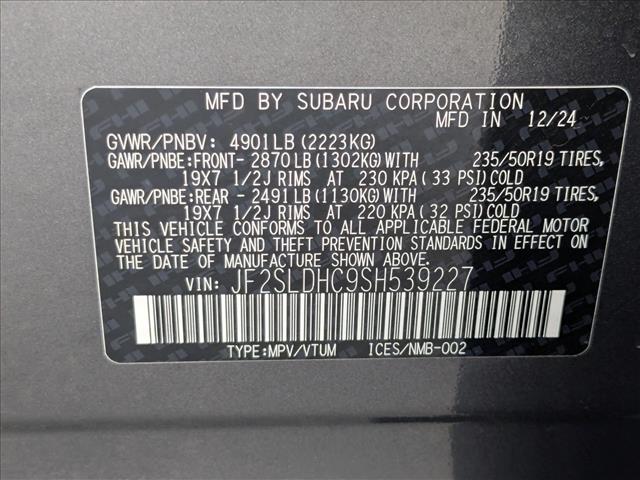 MFD BY SUBARU CORPORATION
MFD IN 12/24
GVWR/PNBV: 4901LB (2223KG)
GAWR/PNBE:FRONT- 2870LB (1302KG)WITH 235/50R19 TIRES,
19X7 1/2J RIMS AT 230 KPA (33 PSI)COLD
GAWR/PNBE:REAR - 2491LB (1130KG)WITH 235/50R19 TIRES,
19X7 1/2J RIMS AT 220 KPA (32 PSI)COLD
THIS VEHICLE CONFORMS TO ALL APPLICABLE FEDERAL MOTOR
VEHICLE SAFETY AND THEFT PREVENTION STANDARDS IN EFFECT ON
THE DATE OF MANUFACTURE SHOWN ABOVE.
VIN: JF2SLDHC9SH539227
TYPE:MPV/VTUM ICES/NMB-002